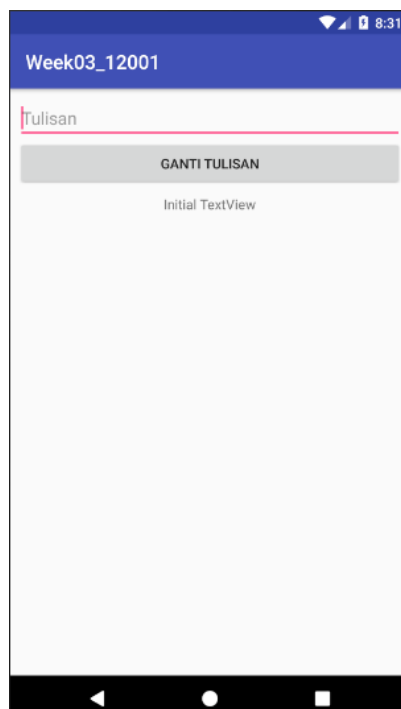 8:31
Week03_12001
Tulisan
GANTI TULISAN
Initial TextView